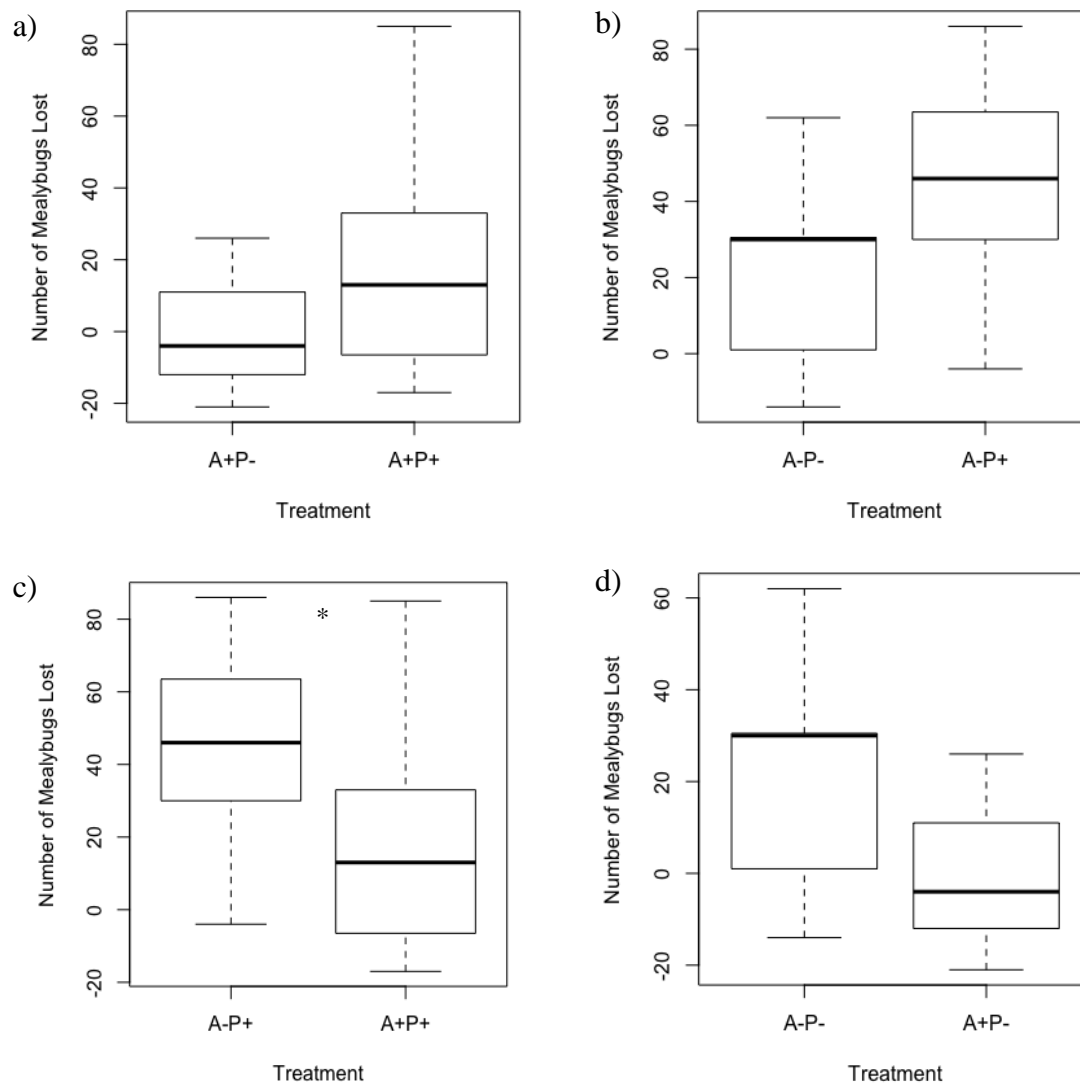 a)
Number of Mealybugs Lost
80
60
40
20
0
-20
A+P-
A+P+
Treatment
b)
Number of Mealybugs Lost
80
60
40
20
0
A-P-
A-P+
Treatment
c)
Number of Mealybugs Lost
80
60
40
20
0
-20
*
A-P+
A+P+
Treatment
d)
Number of Mealybugs Lost
60
40
20
0
-20
A-P-
A+P-
Treatment